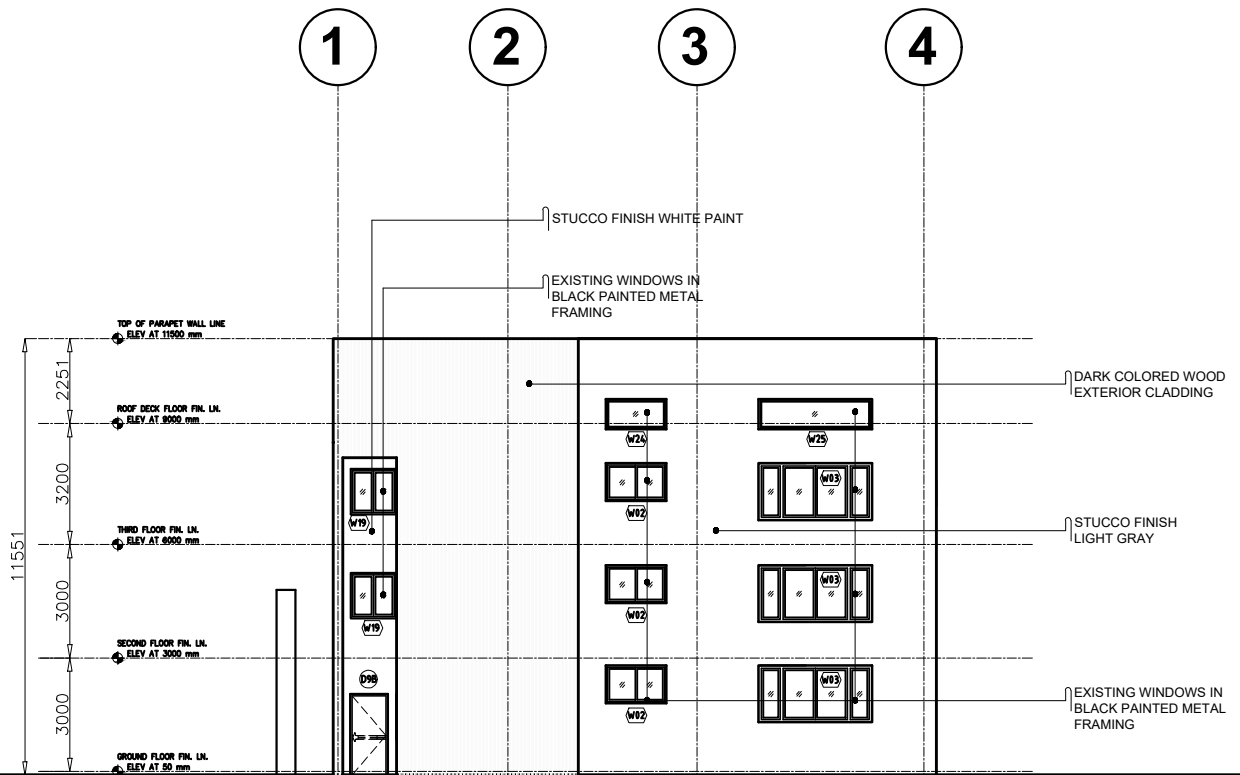 1
2
3
4
STUCCO FINISH WHITE PAINT
EXISTING WINDOWS IN
BLACK PAINTED METAL
FRAMING
TOP OF PARAPET WALL LINE
ELEV AT 11500 mm
2251
DARK COLORED WOOD
EXTERIOR CLADDING
ROOF DECK FLOOR FIN. LN.
ELEV AT 9000 mm
W24
W25
3200
W03
W02
W19
STUCCO FINISH
LIGHT GRAY
THIRD FLOOR FIN. LN.
ELEV AT 6000 mm
11551
3000
W03
W02
W19
SECOND FLOOR FIN. LN.
ELEV AT 3000 mm
D9B
W03
3000
W02
EXISTING WINDOWS IN
BLACK PAINTED METAL
FRAMING
GROUND FLOOR FIN. LN.
ELEV AT 50 mm